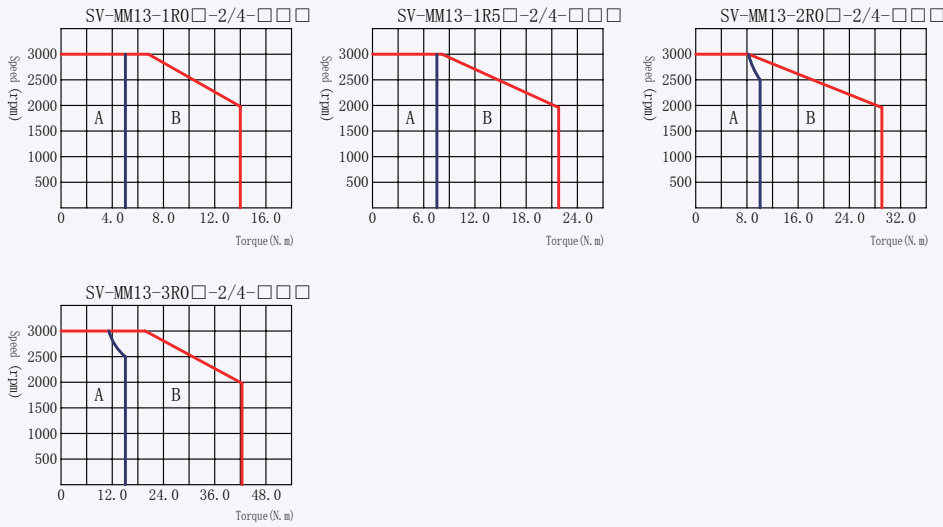 SV-MM13-1R0□-2/4-□□□
Speed (rpm)
3000
2500
2000
1500
1000
500
A
B
0 4.0 8.0 12.0 16.0
Torque(N.m)
SV-MM13-1R5□-2/4-□□□
Speed (rpm)
3000
2500
2000
1500
1000
500
A
B
0 6.0 12.0 18.0 24.0
Torque(N.m)
SV-MM13-2R0□-2/4-□□□
Speed (rpm)
3000
2500
2000
1500
1000
500
A
B
0 8.0 16.0 24.0 32.0
Torque(N.m)
SV-MM13-3R0□-2/4-□□□
Speed (rpm)
3000
2500
2000
1500
1000
500
A
B
0 12.0 24.0 36.0 48.0
Torque(N.m)